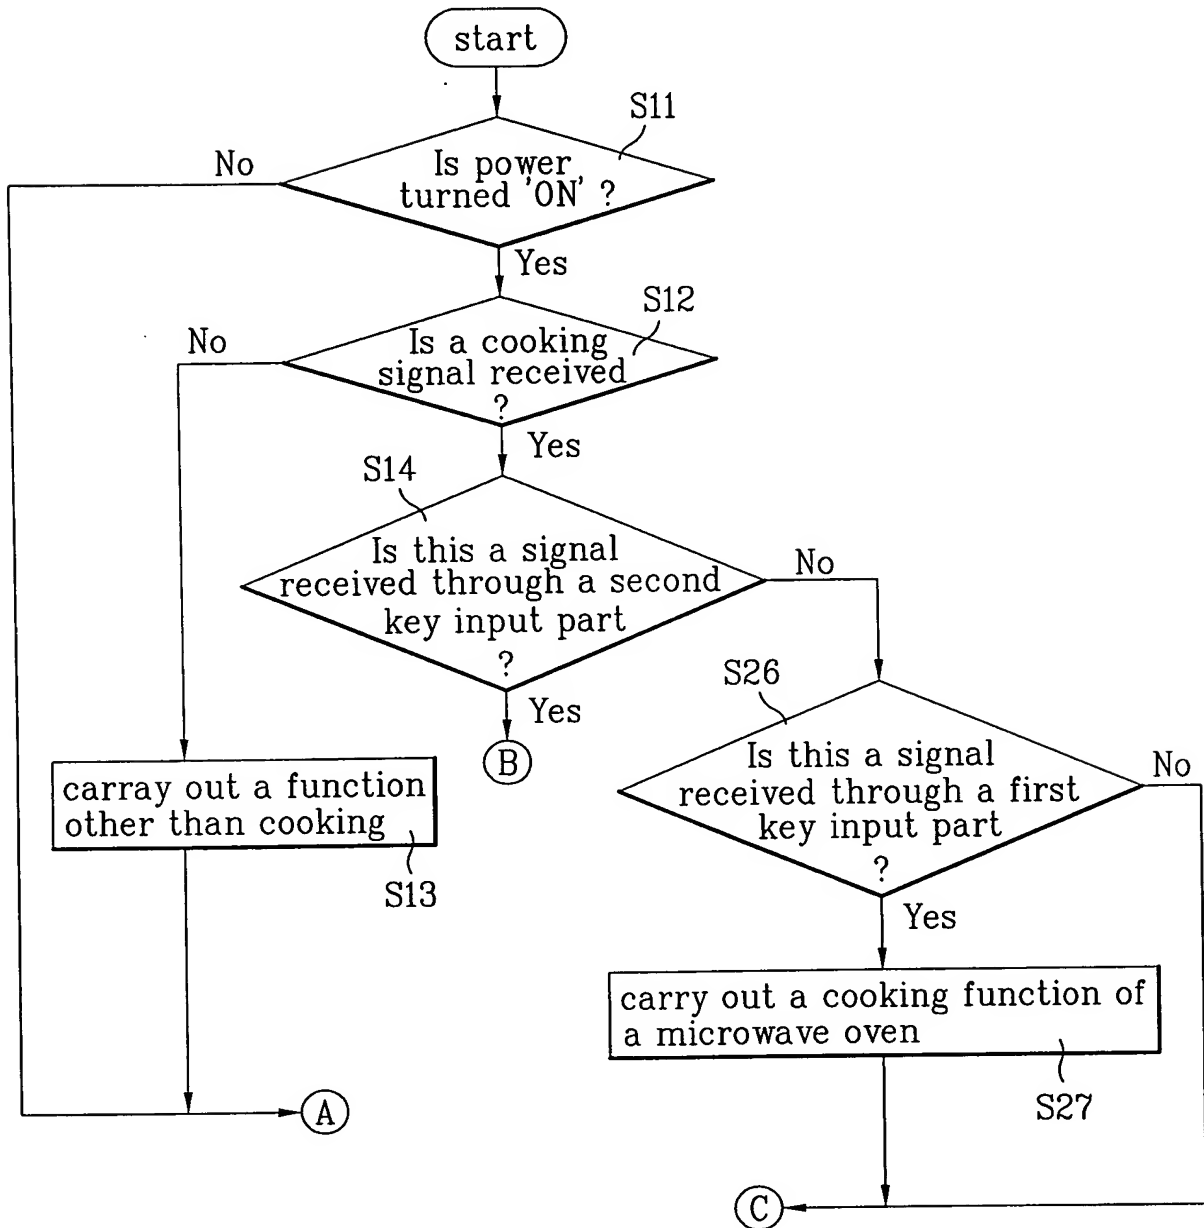 start
S11
No
Is power
turned 'ON' ?
Yes
S12
No
Is a cooking
signal received
?
Yes
S14
Is this a signal
received through a second
key input part
?
No
Yes
B
S26
Is this a signal
received through a first
key input part
?
No
Yes
carray out a function
other than cooking
S13
carry out a cooking function of
a microwave oven
S27
A
C